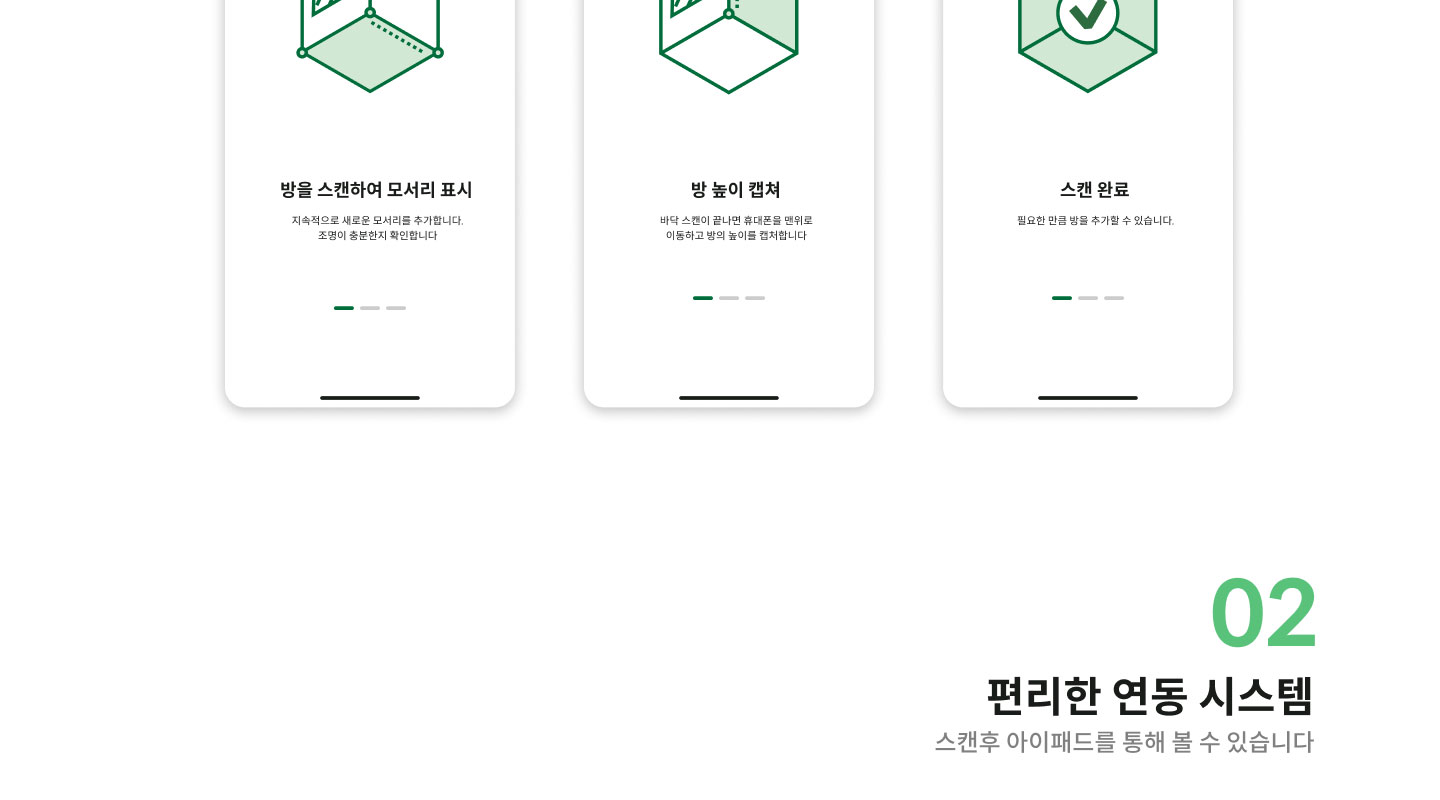 방을 스캔하여 모서리 표시
지속적으로 새로운 모서리를 추가합니다.
조명이 충분한지 확인합니다
방 높이 캡쳐
바닥 스캔이 끝나면 휴대폰을 맨위로
이동하고 방의 높이를 캡처합니다
스캔 완료
필요한 만큼 방을 추가할 수 있습니다.
02
편리한 연동 시스템
스캔후 아이패드를 통해 볼 수 있습니다